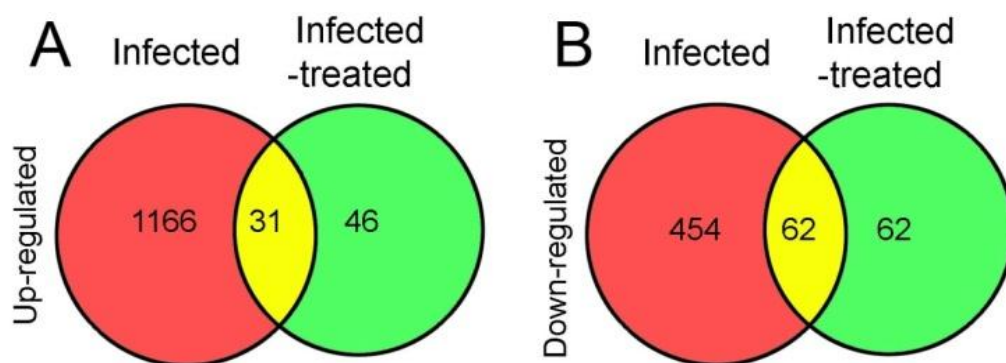 A
Infected
Infected
-treated
Up-regulated
1166
31
46
B
Infected
Infected
-treated
Down-regulated
454
62
62